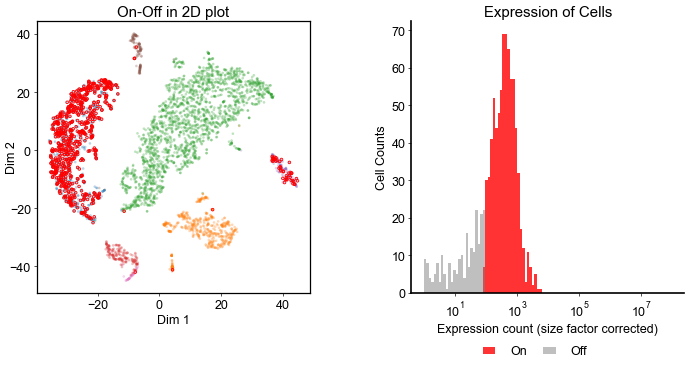 On-Off in 2D plot
Dim 2
40
20
0
−20
−40
−20
0
20
40
Dim 1
Expression of Cells
Cell Counts
70
60
50
40
30
20
10
0
10^1
10^3
10^5
10^7
Expression count (size factor corrected)
On
Off